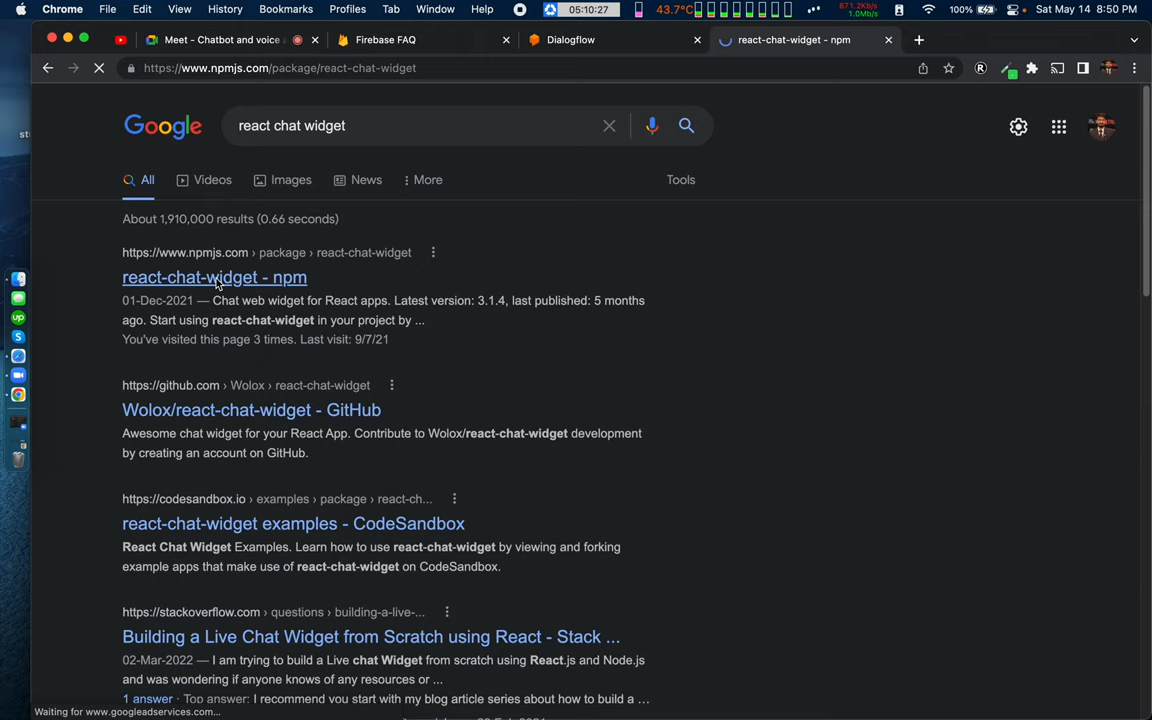 Chrome File Edit View History Bookmarks Profiles Tab Window Help 05:10:27 43.7°C 671.2Kb/s 1.0Mb/s 100% Sat May 14 8:50 PM
Meet - Chatbot and voice Firebase FAQ Dialogflow react-chat-widget - npm
https://www.npmjs.com/package/react-chat-widget
Google react chat widget
All Videos Images News More Tools
About 1,910,000 results (0.66 seconds)
https://www.npmjs.com › package › react-chat-widget
react-chat-widget - npm
01-Dec-2021 — Chat web widget for React apps. Latest version: 3.1.4, last published: 5 months
ago. Start using react-chat-widget in your project by ...
You've visited this page 3 times. Last visit: 9/7/21
https://github.com › Wolox › react-chat-widget
Wolox/react-chat-widget - GitHub
Awesome chat widget for your React App. Contribute to Wolox/react-chat-widget development
by creating an account on GitHub.
https://codesandbox.io › examples › package › react-ch...
react-chat-widget examples - CodeSandbox
React Chat Widget Examples. Learn how to use react-chat-widget by viewing and forking
example apps that make use of react-chat-widget on CodeSandbox.
https://stackoverflow.com › questions › building-a-live-...
Building a Live Chat Widget from Scratch using React - Stack ...
02-Mar-2022 — I am trying to build a Live chat Widget from scratch using React.js and Node.js
and was wondering if anyone knows of any resources or ...
1 answer · Top answer: I recommend you start with my blog article series about how to build a ...
Waiting for www.googleadservices.com...